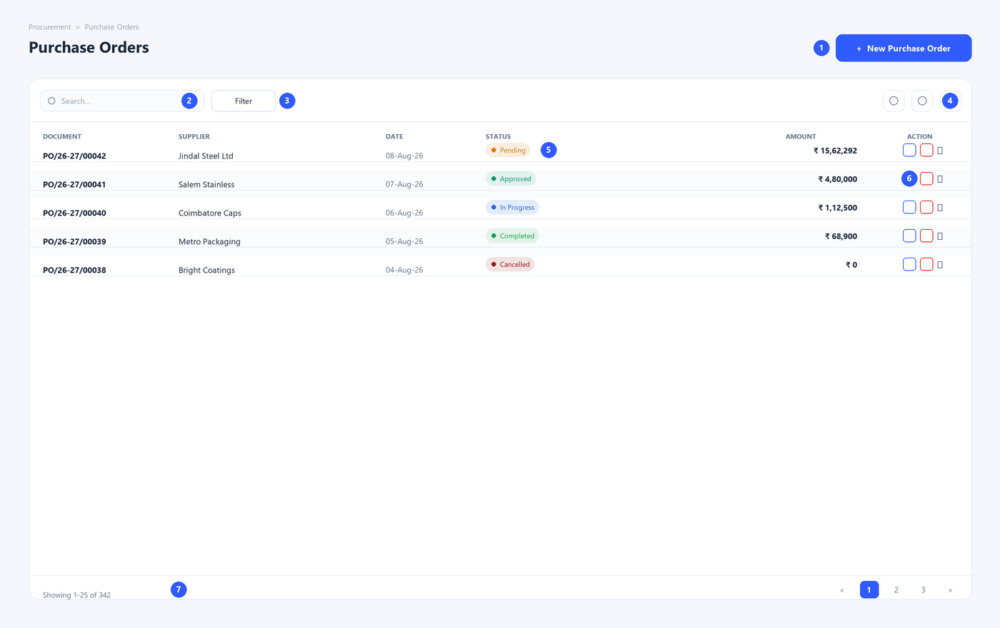 Procurement > Purchase Orders
Purchase Orders
1
+ New Purchase Order
Search...
2
Filter
3
4
DOCUMENT SUPPLIER DATE STATUS AMOUNT ACTION
PO/26-27/00042 Jindal Steel Ltd 08-Aug-26 Pending 5 ₹ 15,62,292
PO/26-27/00041 Salem Stainless 07-Aug-26 Approved ₹ 4,80,000 6
PO/26-27/00040 Coimbatore Caps 06-Aug-26 In Progress ₹ 1,12,500
PO/26-27/00039 Metro Packaging 05-Aug-26 Completed ₹ 68,900
PO/26-27/00038 Bright Coatings 04-Aug-26 Cancelled ₹ 0
Showing 1-25 of 342 7 < 1 2 3 >